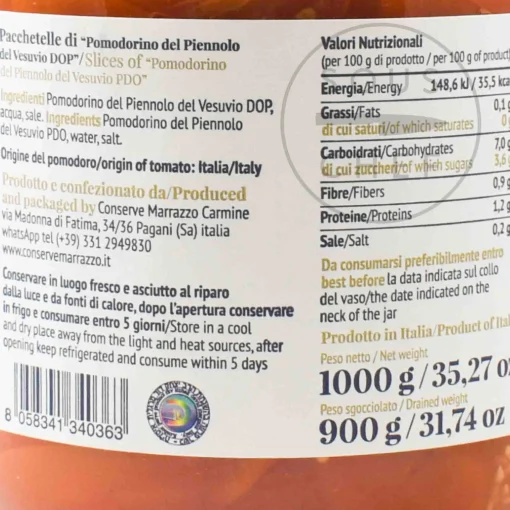 Pacchetelle di "Pomodorino del Piennolo
del Vesuvio DOP"/Slices of "Pomodorino
del Piennolo del Vesuvio PDO"
Ingredienti Pomodorino del Piennolo del Vesuvio DOP,
acqua, sale. Ingredients Pomodorino del Piennolo
del Vesuvio PDO, water, salt.
Origine del pomodoro/origin of tomato: Italia/Italy
Prodotto e confezionato da/Produced
and packaged by Conserve Marrazzo Carmine
via Madonna di Fatima, 34/36 Pagani (Sa) italia
whatsApp tel (+39) 331 2949830
www.conservemarrazzo.it
Conservare in luogo fresco e asciutto al riparo
dalla luce e da fonti di calore, dopo l'apertura conservare
in frigo e consumare entro 5 giorni/Store in a cool
and dry place away from the light and heat sources, after
opening keep refrigerated and consume within 5 days
8 058341 340363
Valori Nutrizionali
(per 100 g di prodotto / per 100 g of product)
Energia/Energy 148,6 kJ / 35,5 kca
Grassi/Fats 0,1 g
di cui saturi/of which saturates 0
Carboidrati/Carbohydrates 7,0
di cui zuccheri/of which sugars 3,6
Fibre/Fibers 0,9 g
Proteine/Proteins 1,2 g
Sale/Salt 0,2 g
Da consumarsi preferibilmente entro
best before la data indicata sul collo
del vaso/the date indicated on the
neck of the jar
Prodotto in Italia/Product of Ital
Peso netto / Net weight
1000 g / 35,27 oz
Peso sgocciolato / Drained weight
900 g / 31,74 oz
SOUS
CHEF